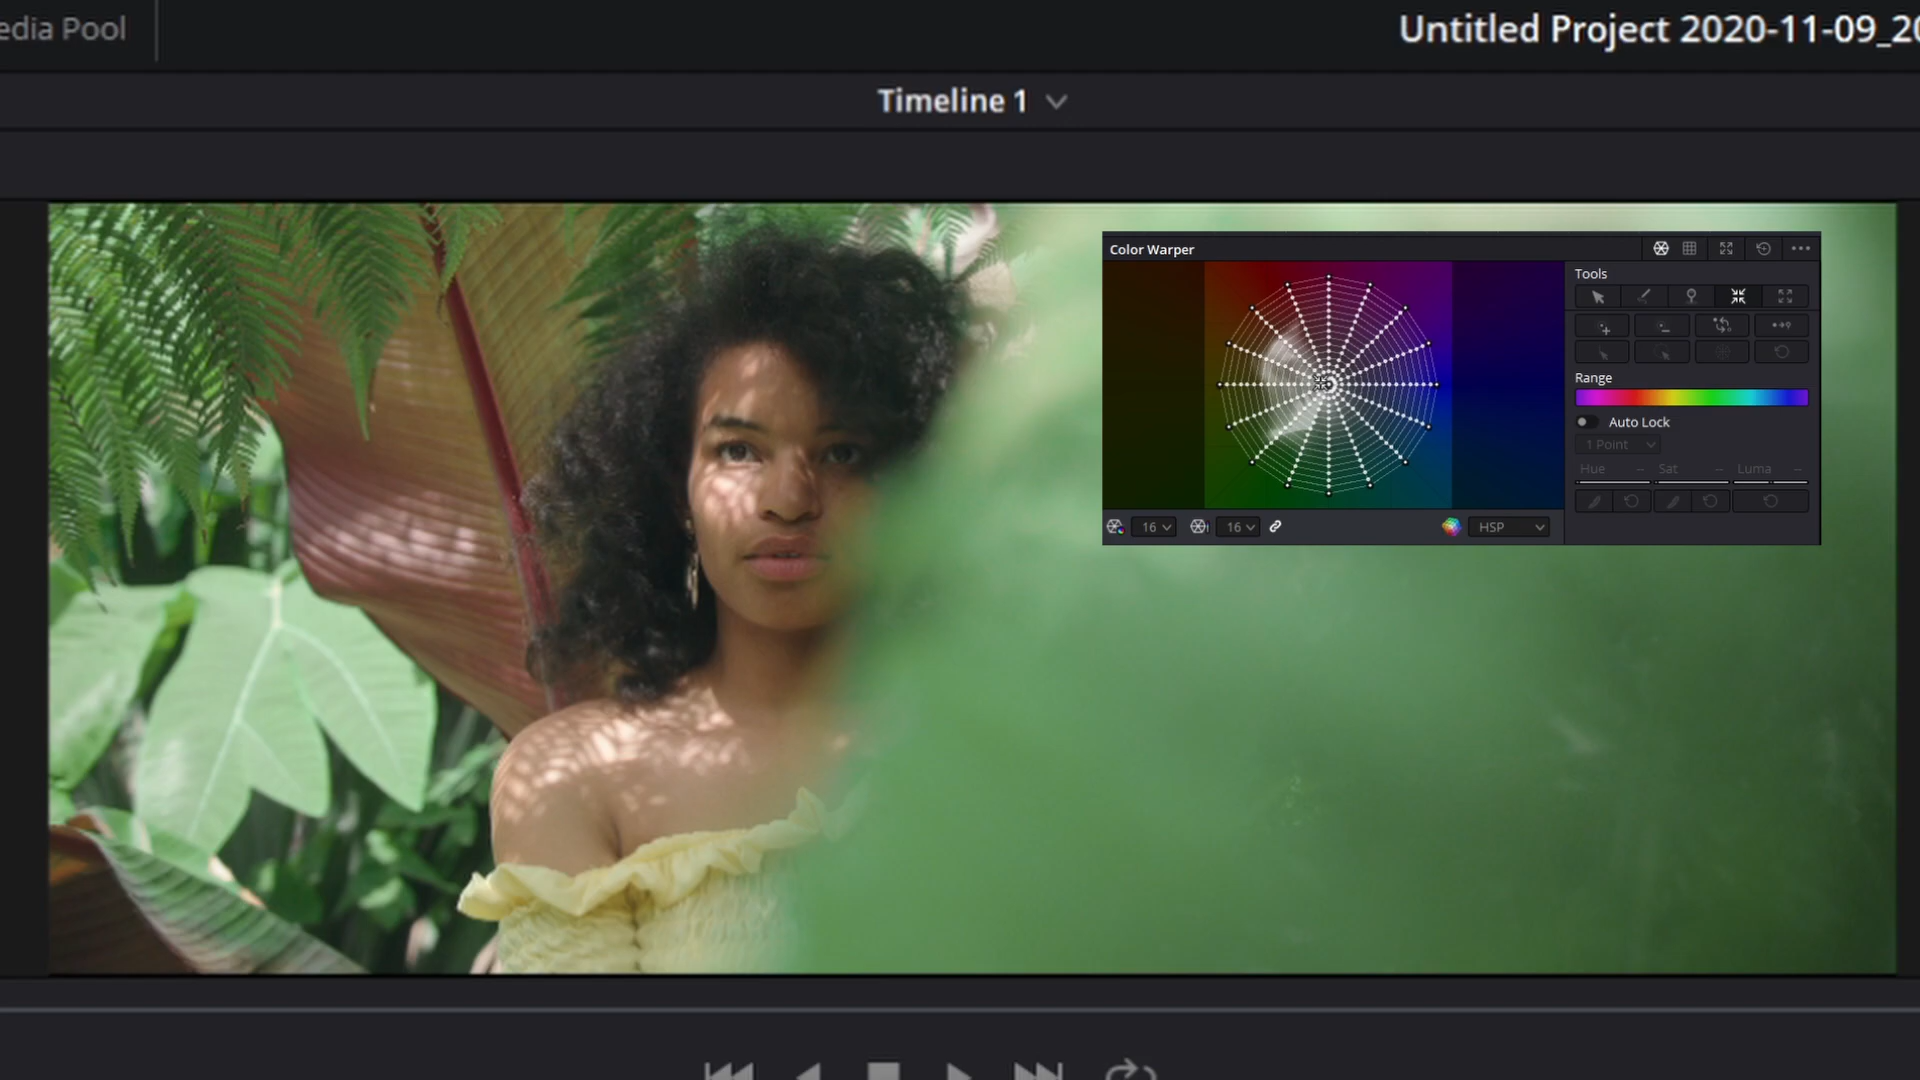 edia Pool
Untitled Project 2020-11-09_20
Timeline 1
Color Warper
Tools
Range
Auto Lock
1 Point
Hue -- Sat -- Luma --
16 16 HSP